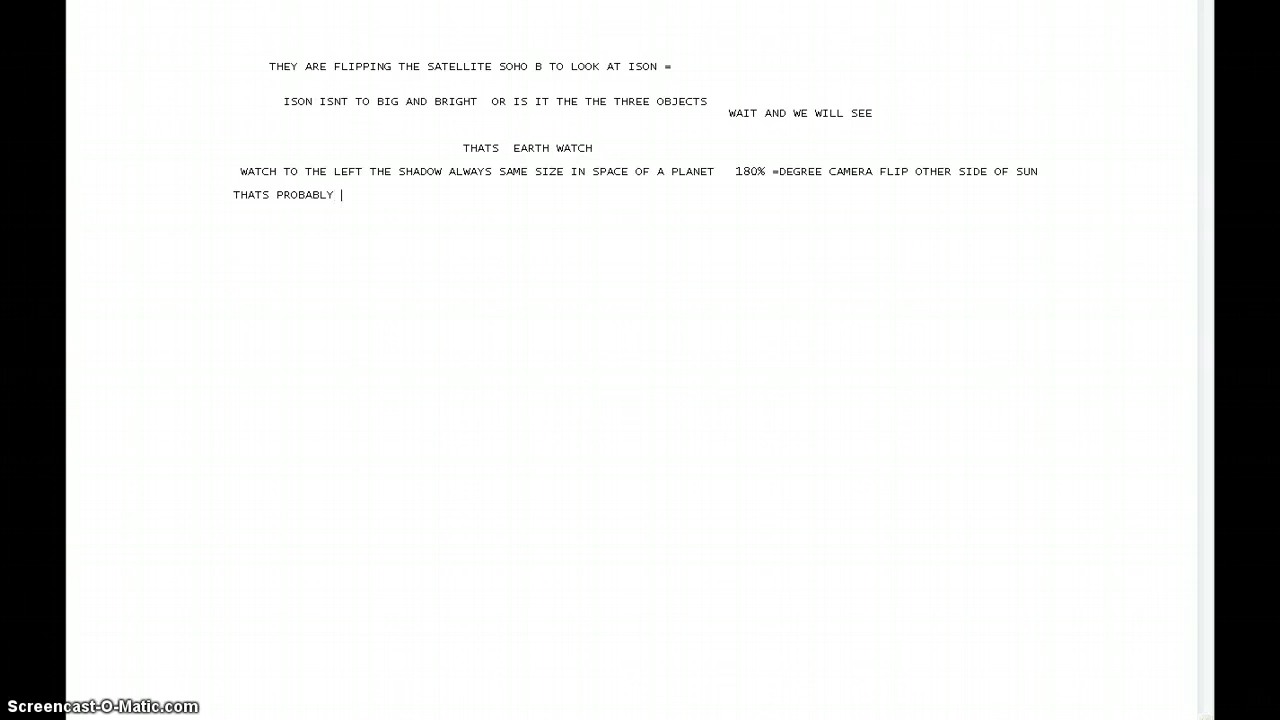 THEY ARE FLIPPING THE SATELLITE SOHO B TO LOOK AT ISON =
ISON ISNT TO BIG AND BRIGHT OR IS IT THE THE THREE OBJECTS
WAIT AND WE WILL SEE
THATS EARTH WATCH
WATCH TO THE LEFT THE SHADOW ALWAYS SAME SIZE IN SPACE OF A PLANET 180% =DEGREE CAMERA FLIP OTHER SIDE OF SUN
THATS PROBABLY
Screencast-O-Matic.com